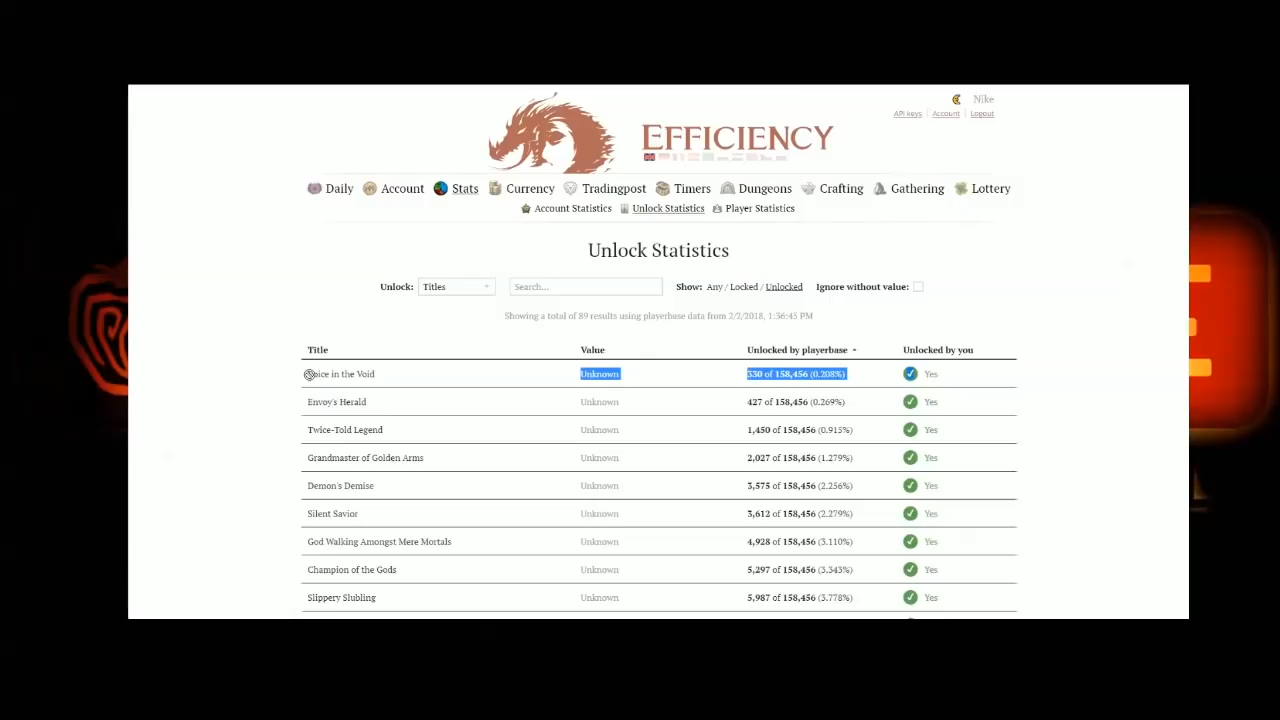 Nike
API keys Account Logout
EFFICIENCY
Daily Account Stats Currency Tradingpost Timers Dungeons Crafting Gathering Lottery
Account Statistics Unlock Statistics Player Statistics
Unlock Statistics
Unlock: Titles Search... Show: Any / Locked / Unlocked Ignore without value:
Showing a total of 89 results using playerbase data from 2/2/2018, 1:36:45 PM
Title Value Unlocked by playerbase Unlocked by you
in the Void Unknown 330 of 158,456 (0.208%) Yes
Envoy's Herald Unknown 427 of 158,456 (0.269%) Yes
Twice-Told Legend Unknown 1,450 of 158,456 (0.915%) Yes
Grandmaster of Golden Arms Unknown 2,027 of 158,456 (1.279%) Yes
Demon's Demise Unknown 3,575 of 158,456 (2.256%) Yes
Silent Savior Unknown 3,612 of 158,456 (2.279%) Yes
God Walking Amongst Mere Mortals Unknown 4,928 of 158,456 (3.110%) Yes
Champion of the Gods Unknown 5,297 of 158,456 (3.343%) Yes
Slippery Slubling Unknown 5,987 of 158,456 (3.778%) Yes